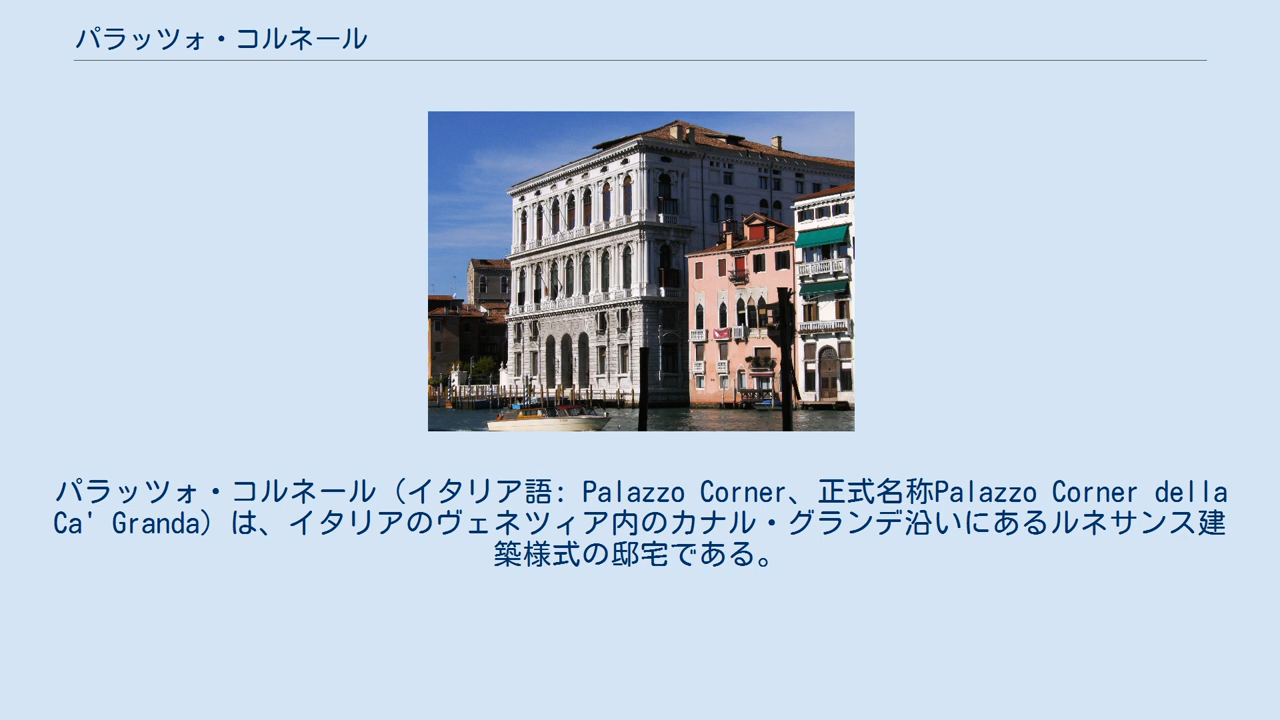 パラッツォ・コルネール
パラッツォ・コルネール（イタリア語: Palazzo Corner、正式名称Palazzo Corner della
Ca' Granda）は、イタリアのヴェネツィア内のカナル・グランデ沿いにあるルネサンス建
築様式の邸宅である。